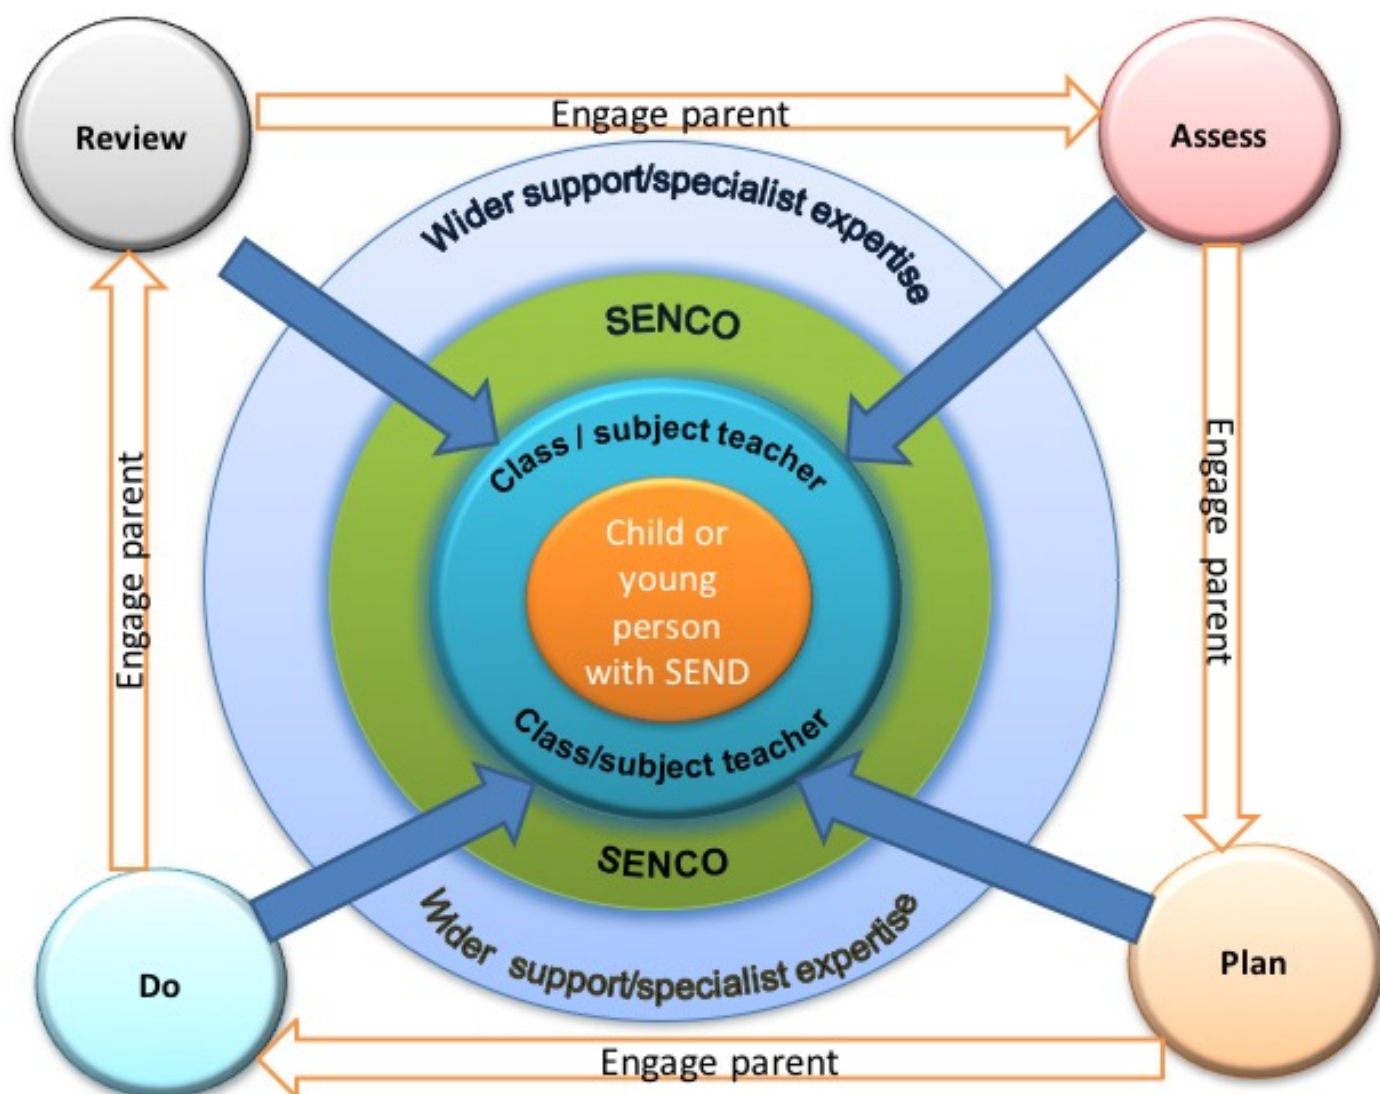 Review
Engage parent
Assess
Wider support/specialist expertise
SENCO
Class / subject teacher
Child or
young
person
with SEND
Class/subject teacher
SENCO
Wider support/specialist expertise
Engage parent
Engage parent
Do
Plan
Engage parent